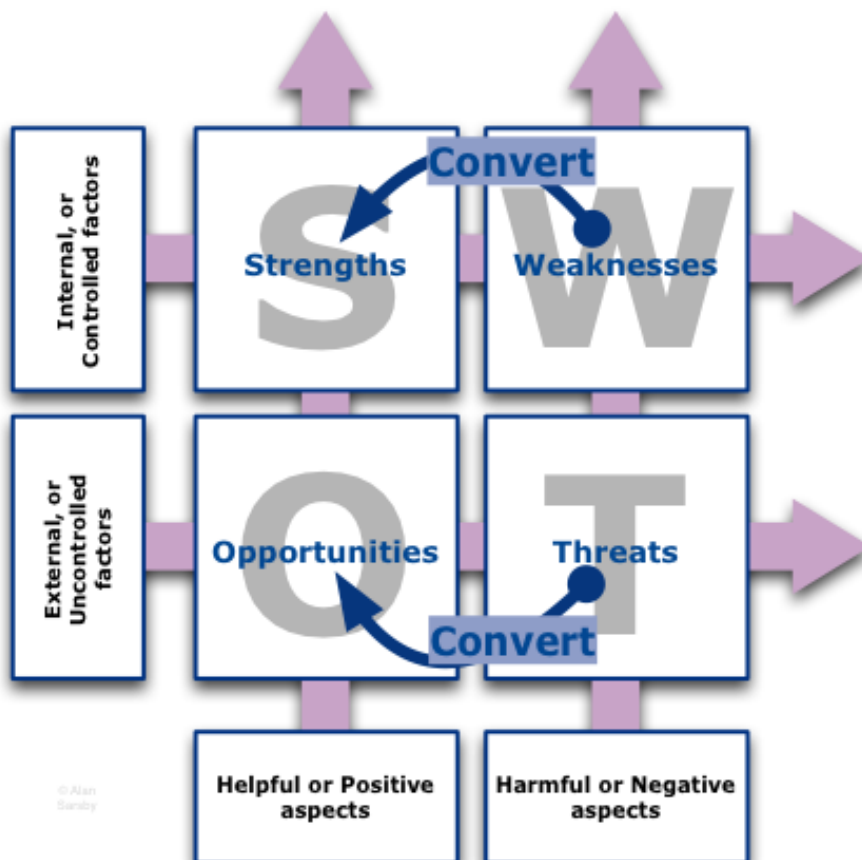 Internal, or
Controlled factors
S
Strengths
Convert
W
Weaknesses
External, or
Uncontrolled
factors
O
Opportunities
Convert
T
Threats
Helpful or Positive
aspects
Harmful or Negative
aspects
© Alan